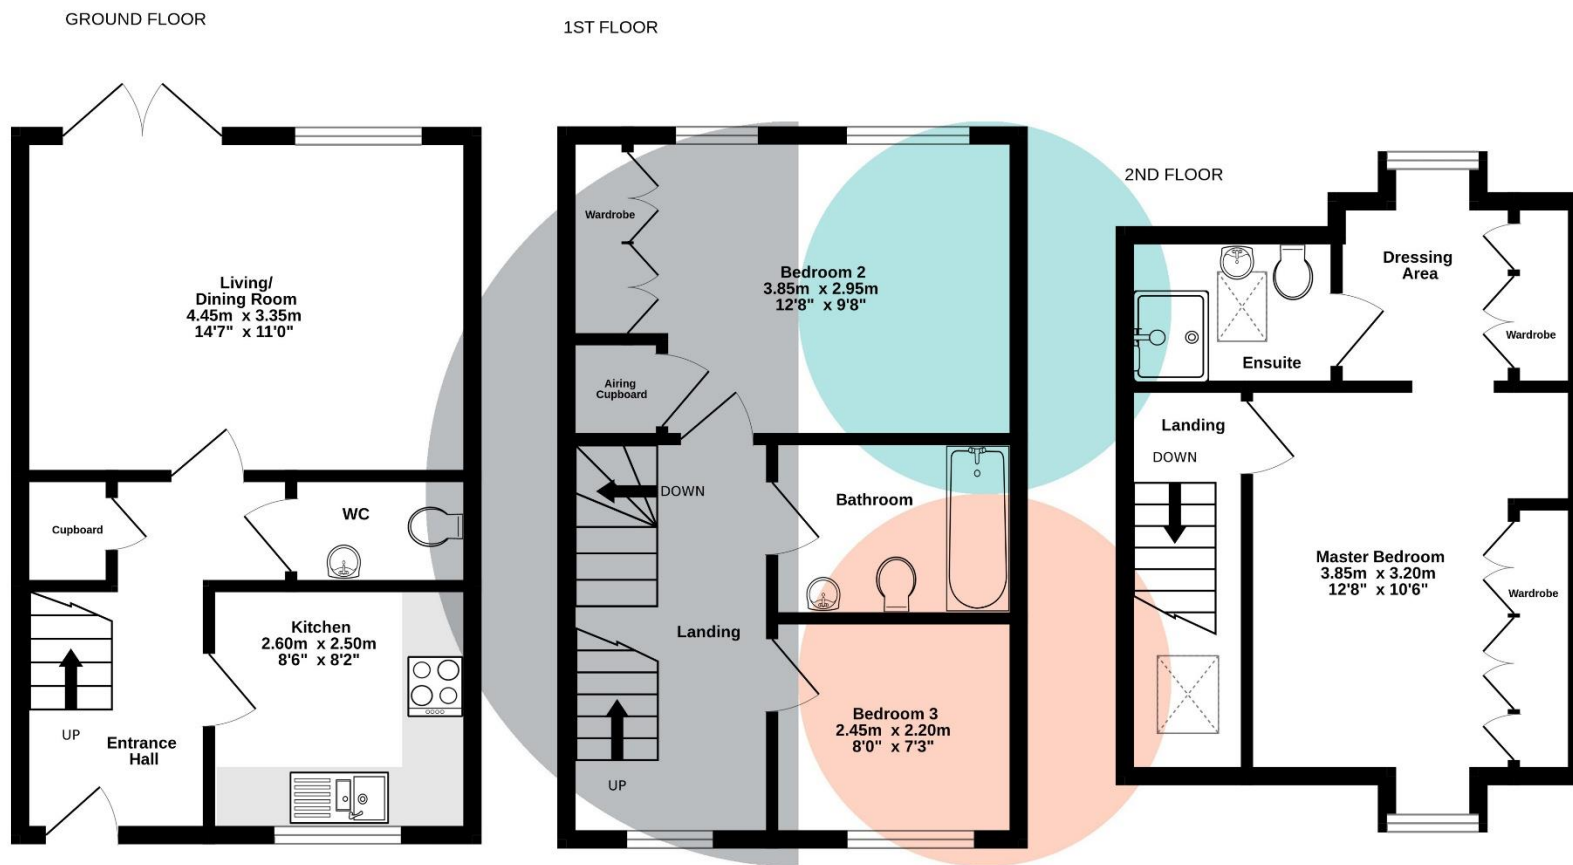 GROUND FLOOR
Living/
Dining Room
4.45m x 3.35m
14'7" x 11'0"
Cupboard
WC
Kitchen
2.60m x 2.50m
8'6" x 8'2"
UP
Entrance
Hall
1ST FLOOR
Wardrobe
Bedroom 2
3.85m x 2.95m
12'8" x 9'8"
Airing
Cupboard
DOWN
Bathroom
Landing
Bedroom 3
2.45m x 2.20m
8'0" x 7'3"
UP
2ND FLOOR
Dressing
Area
Wardrobe
Ensuite
Landing
DOWN
Master Bedroom
3.85m x 3.20m
12'8" x 10'6"
Wardrobe